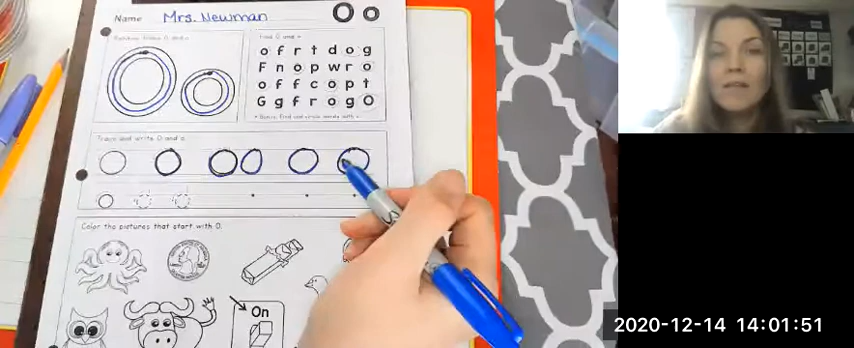 Name Mrs. Newman O o
Rainbow Trace O and o
Find O and o
o f r t d o g
F n o p w r o
o f f c o p t
G g f r o g O
Trace and write O and o.
Color the pictures that start with O.
On
2020-12-14 14:01:51